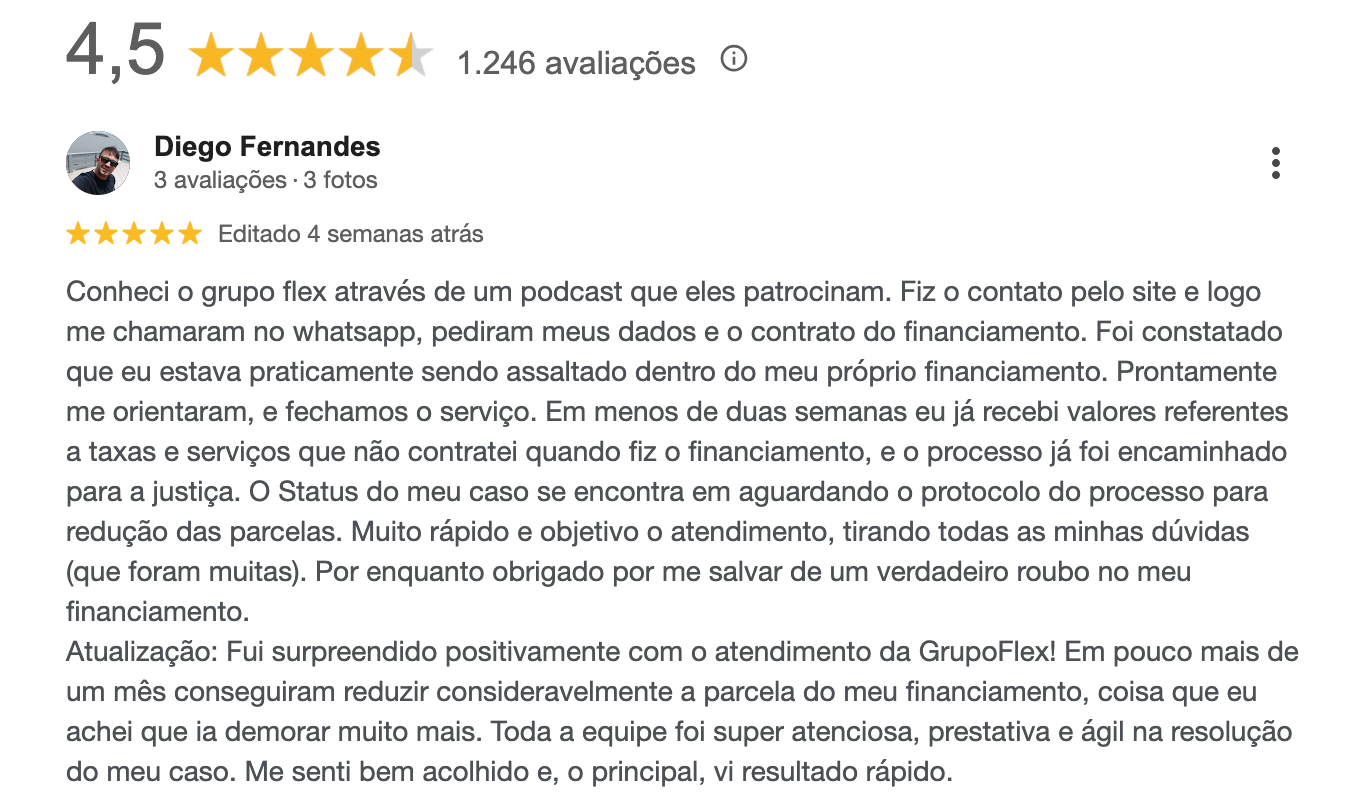 4,5 1.246 avaliações
Diego Fernandes
3 avaliações · 3 fotos
Editado 4 semanas atrás
Conheci o grupo flex através de um podcast que eles patrocinam. Fiz o contato pelo site e logo
me chamaram no whatsapp, pediram meus dados e o contrato do financiamento. Foi constatado
que eu estava praticamente sendo assaltado dentro do meu próprio financiamento. Prontamente
me orientaram, e fechamos o serviço. Em menos de duas semanas eu já recebi valores referentes
a taxas e serviços que não contratei quando fiz o financiamento, e o processo já foi encaminhado
para a justiça. O Status do meu caso se encontra em aguardando o protocolo do processo para
redução das parcelas. Muito rápido e objetivo o atendimento, tirando todas as minhas dúvidas
(que foram muitas). Por enquanto obrigado por me salvar de um verdadeiro roubo no meu
financiamento.
Atualização: Fui surpreendido positivamente com o atendimento da GrupoFlex! Em pouco mais de
um mês conseguiram reduzir consideravelmente a parcela do meu financiamento, coisa que eu
achei que ia demorar muito mais. Toda a equipe foi super atenciosa, prestativa e ágil na resolução
do meu caso. Me senti bem acolhido e, o principal, vi resultado rápido.